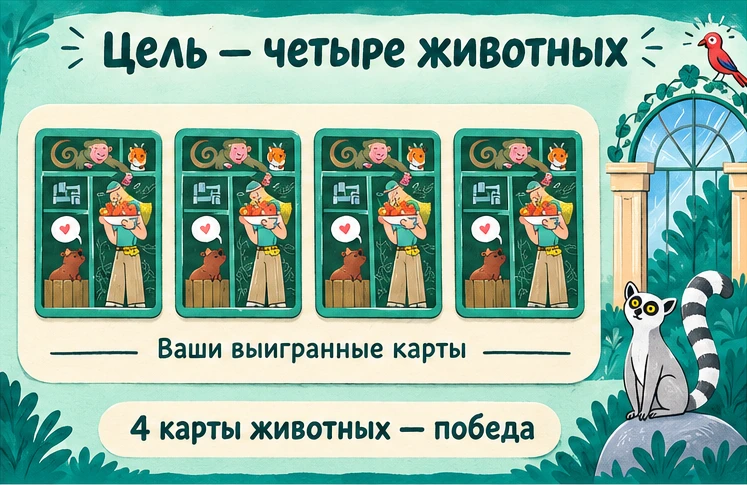 Цель — четыре животных
Ваши выигранные карты
4 карты животных — победа